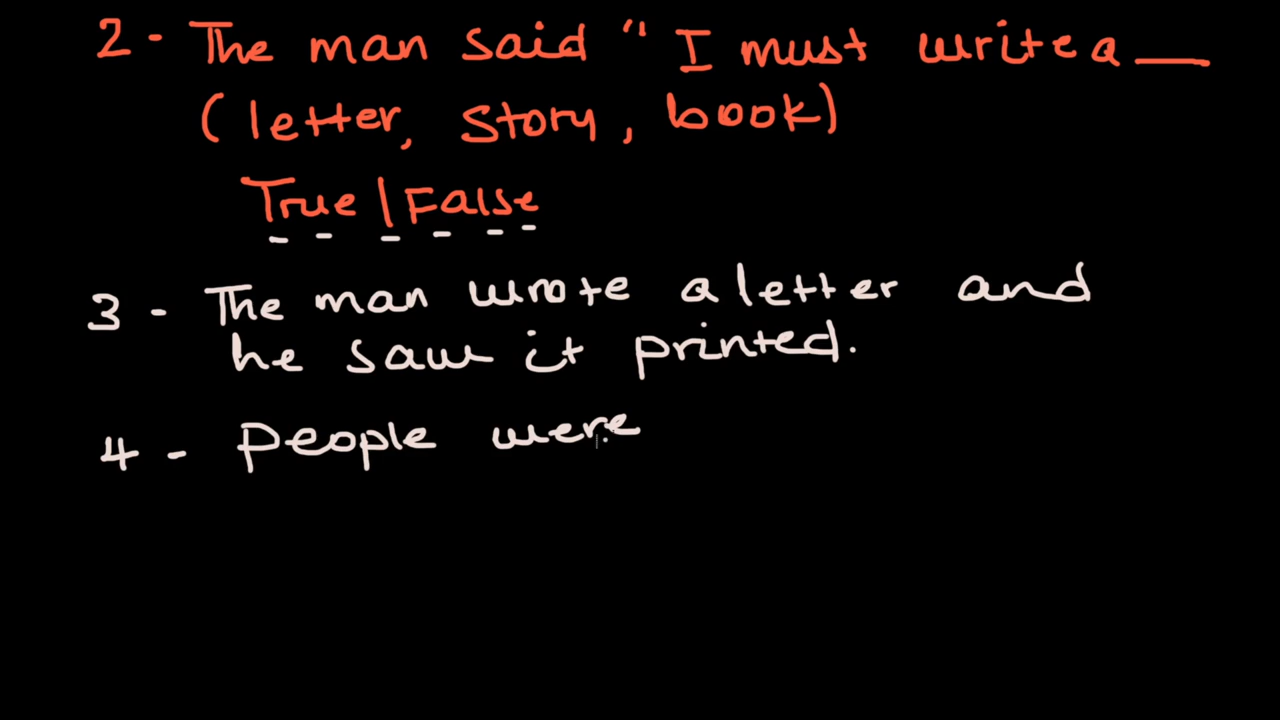 2 - The man said " I must write a __
(letter, story, book)
True | False
3 - The man wrote a letter and
he saw it printed.
4 - People were